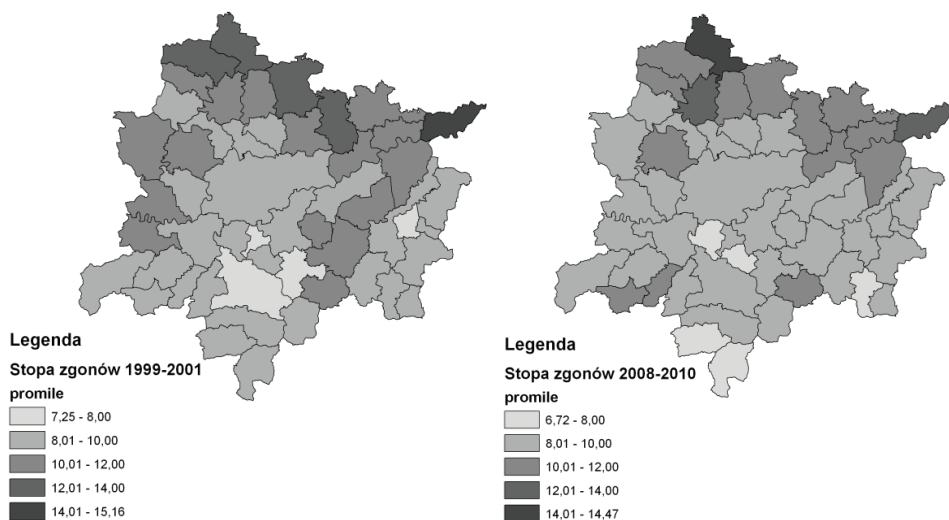 Legenda
Stopa zgonów 1999-2001
promile
7,25 - 8,00
8,01 - 10,00
10,01 - 12,00
12,01 - 14,00
14,01 - 15,16
Legenda
Stopa zgonów 2008-2010
promile
6,72 - 8,00
8,01 - 10,00
10,01 - 12,00
12,01 - 14,00
14,01 - 14,47